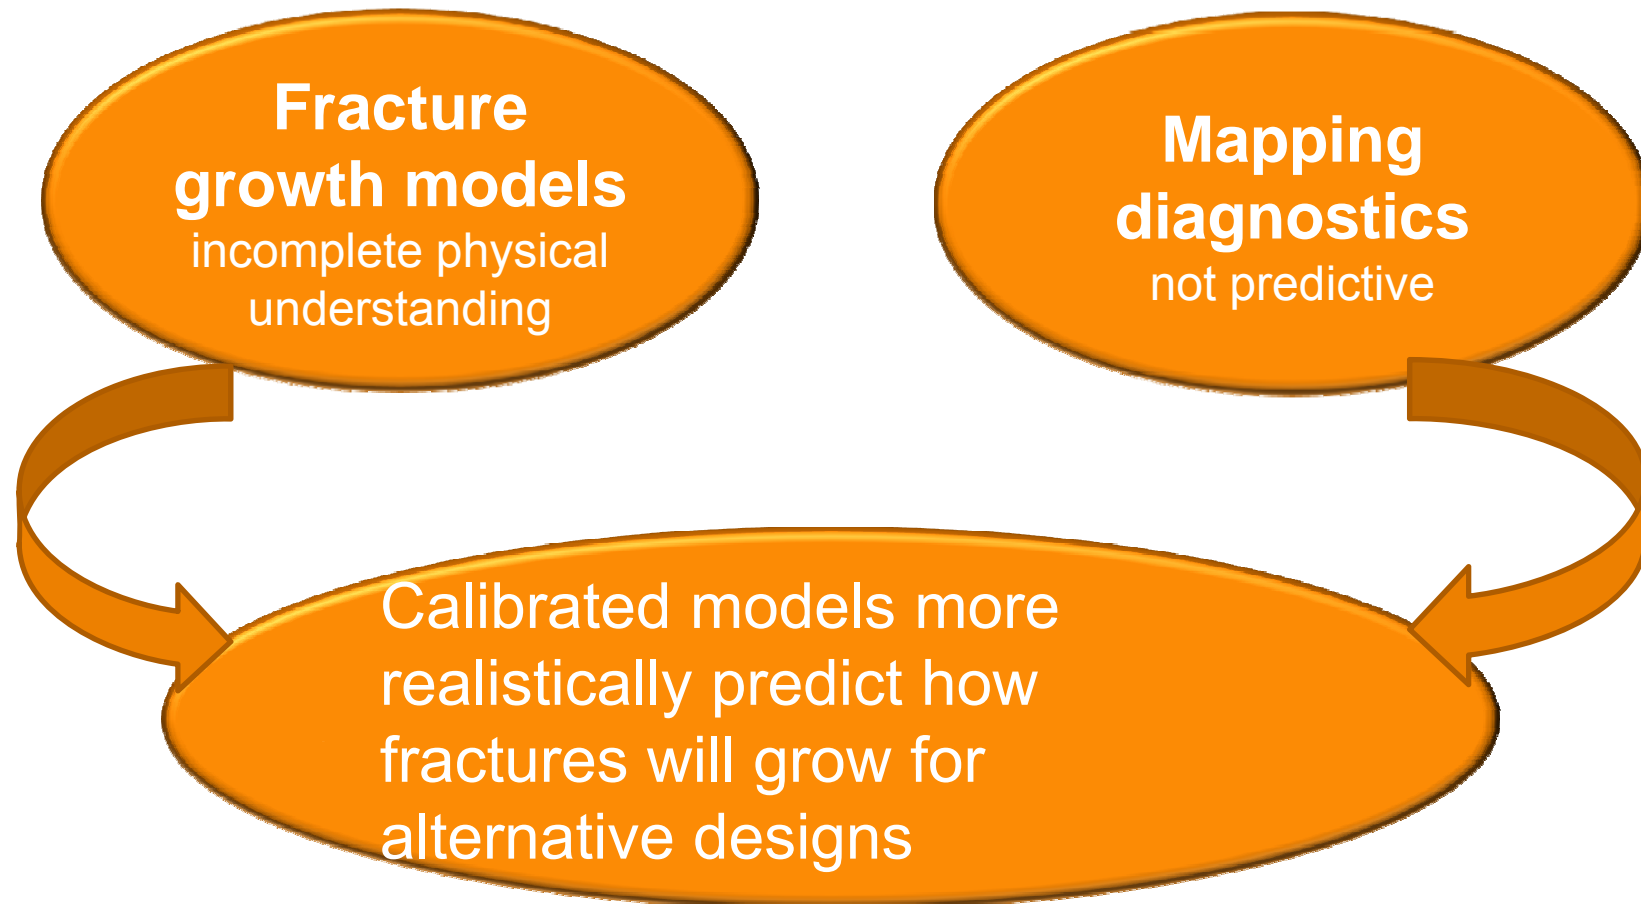 Fracture
growth models
incomplete physical
understanding
Mapping
diagnostics
not predictive
Calibrated models more
realistically predict how
fractures will grow for
alternative designs